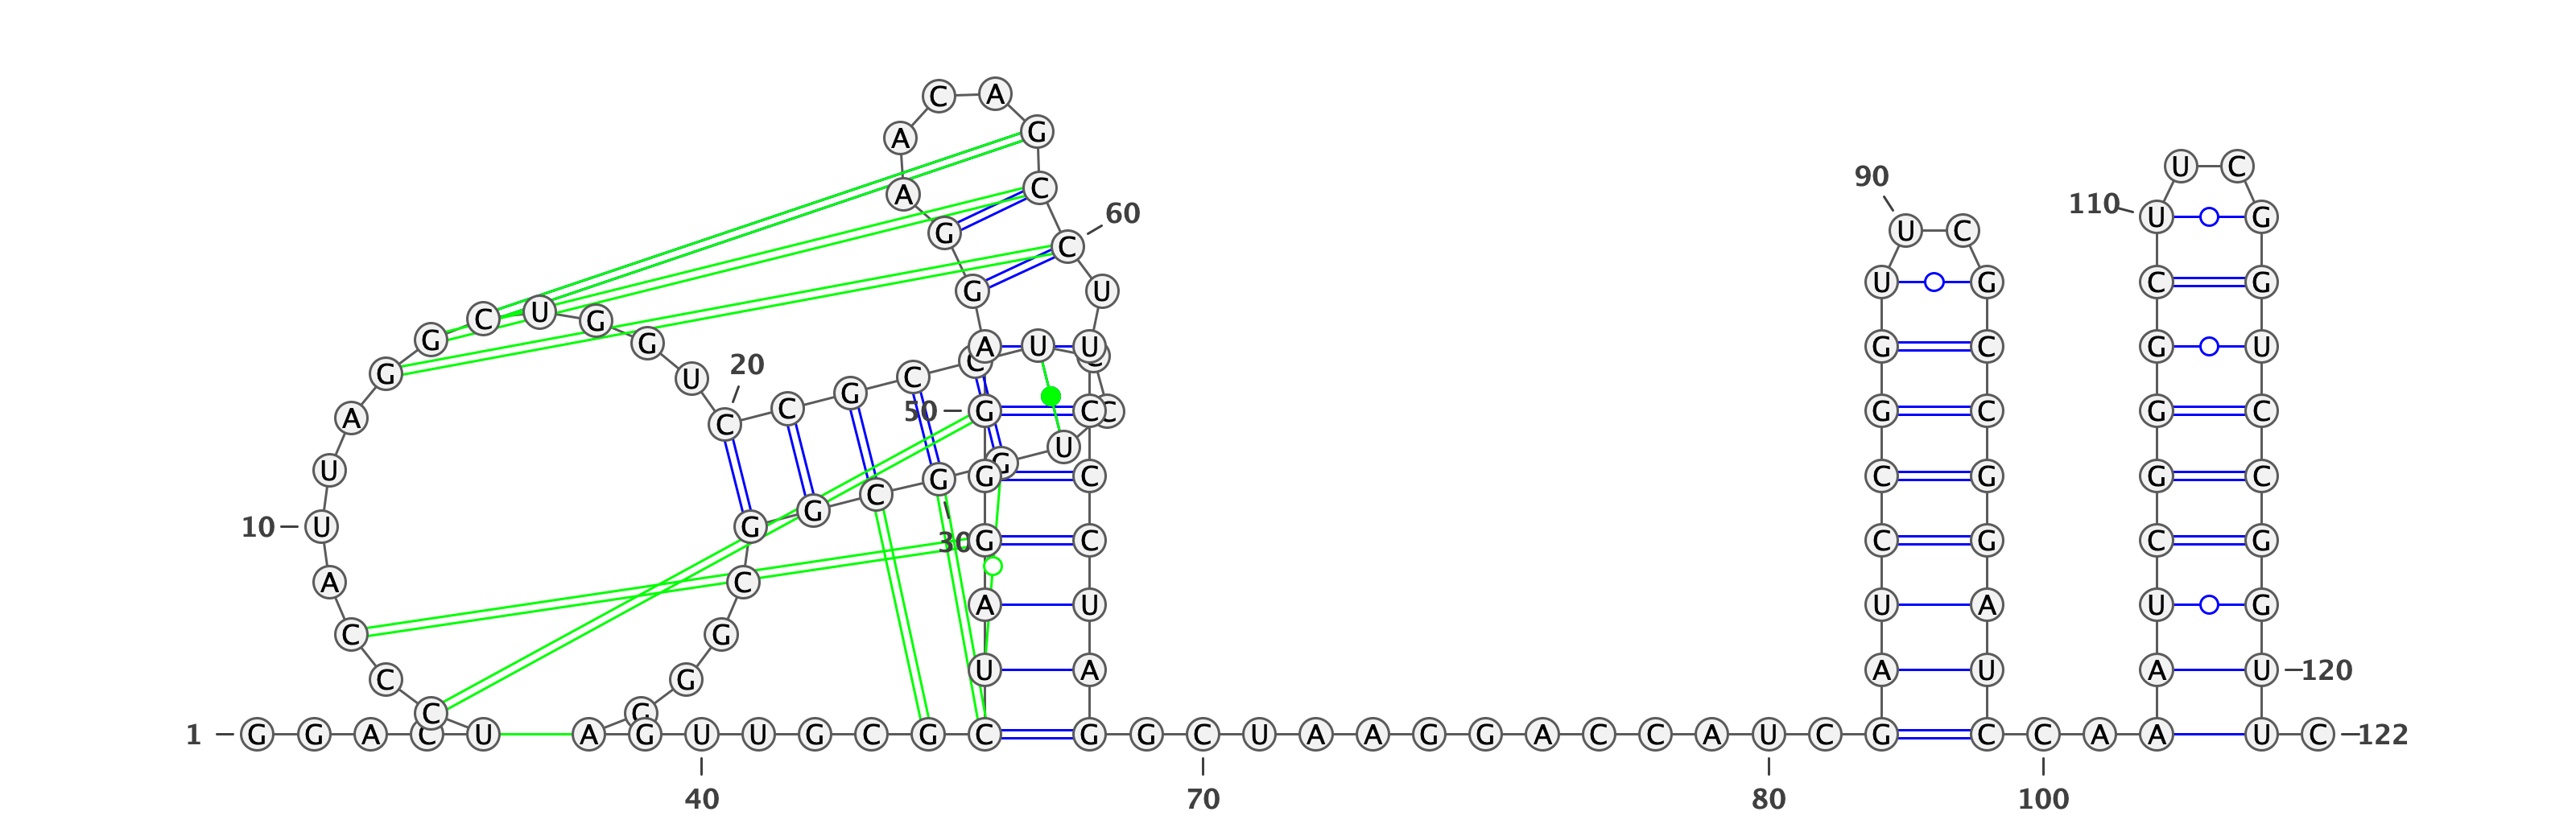 1
G G A C U
C C C A U U A G G C U G G U
10
C C G C C
20
U C C U
G G C G G
30
C G G G A
G U U G C G
40
C U A G G G A
50
G G A A C A G C C U
60
U C C C U A G
G C U A A G G A C C A U C
70
80
G A U C C G G U
U C
90
G C C G G A U C
C A
100
A A U C G G G C U
110
U C
G G U C C G G U U
120
C
122